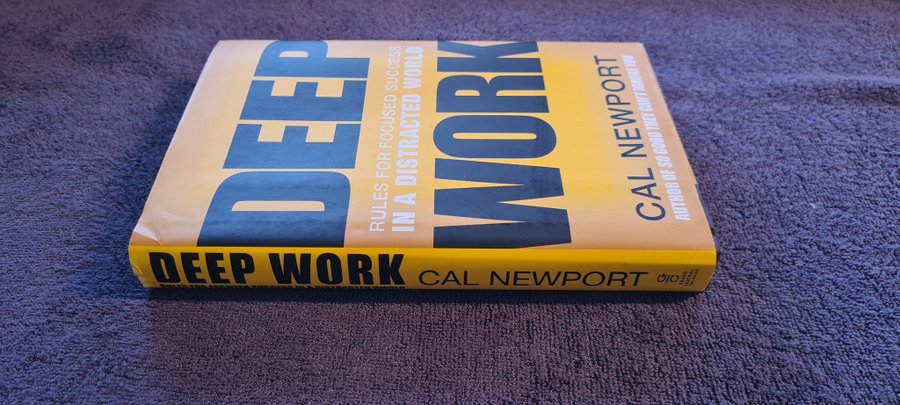 DEEP
RULES FOR FOCUSED SUCCESS
IN A DISTRACTED WORLD
WORK
CAL NEWPORT
AUTHOR OF SO GOOD THEY CAN'T IGNORE YOU
DEEP WORK CAL NEWPORT